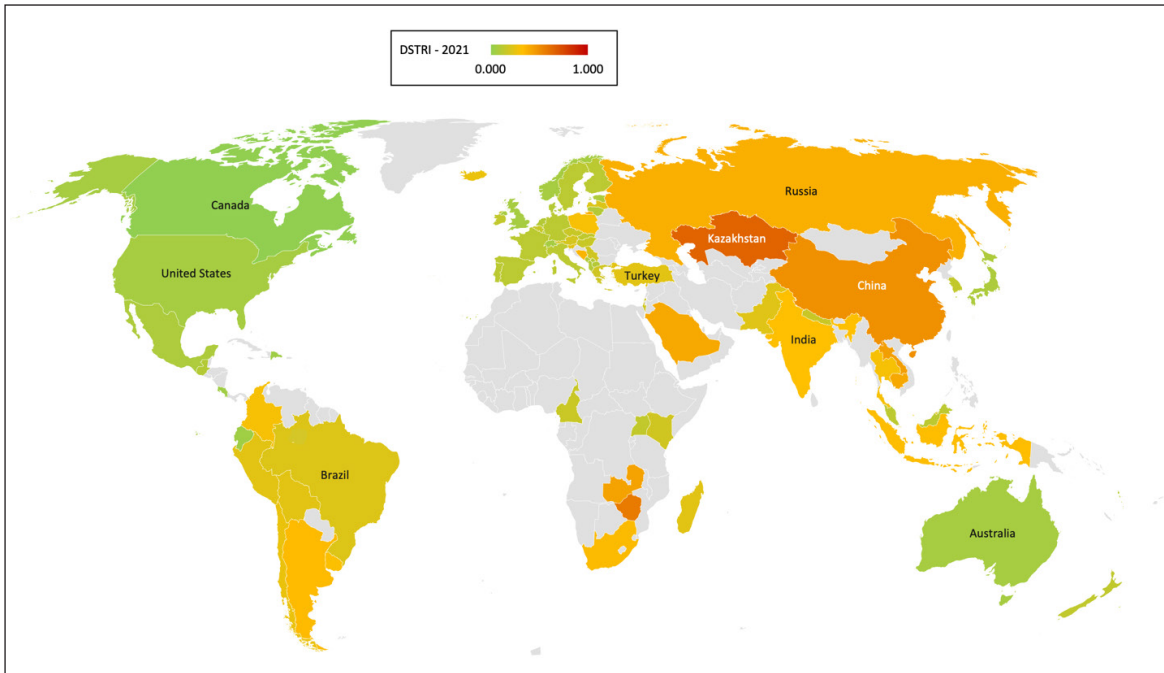 DSTRI - 2021
0.000 1.000
Canada
Russia
Kazakhstan
United States
Turkey
China
India
Brazil
Australia